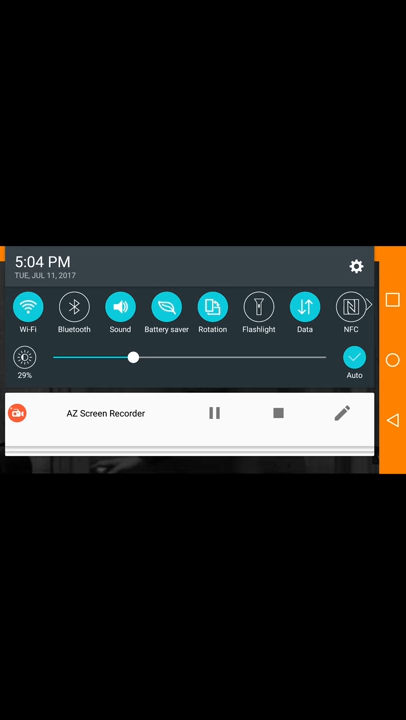 5:04 PM
TUE, JUL 11, 2017
Wi-Fi Bluetooth Sound Battery saver Rotation Flashlight Data NFC
29% Auto
AZ Screen Recorder